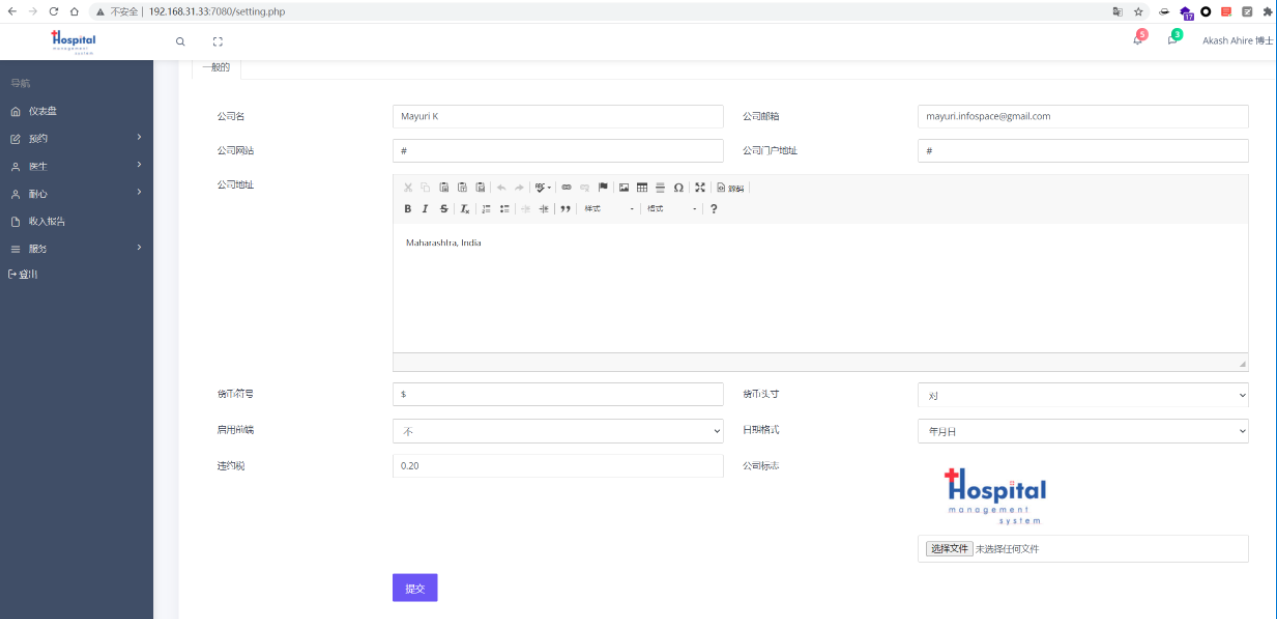 不安全 | 192.168.31.33:7080/setting.php
17
Hospital
management
system
5
3
Akash Ahire 博士
导航
仪表盘
预约
医生
耐心
收入报告
服务
登出
一般的
公司名
Mayuri K
公司邮箱
mayuri.infospace@gmail.com
公司网站
#
公司门户地址
#
公司地址
源码
B I S Tx
样式
格式
?
Maharashtra, India
货币符号
$
货币头寸
对
启用前端
不
日期格式
年月日
违约税
0.20
公司标志
Hospital
management
system
选择文件 未选择任何文件
提交